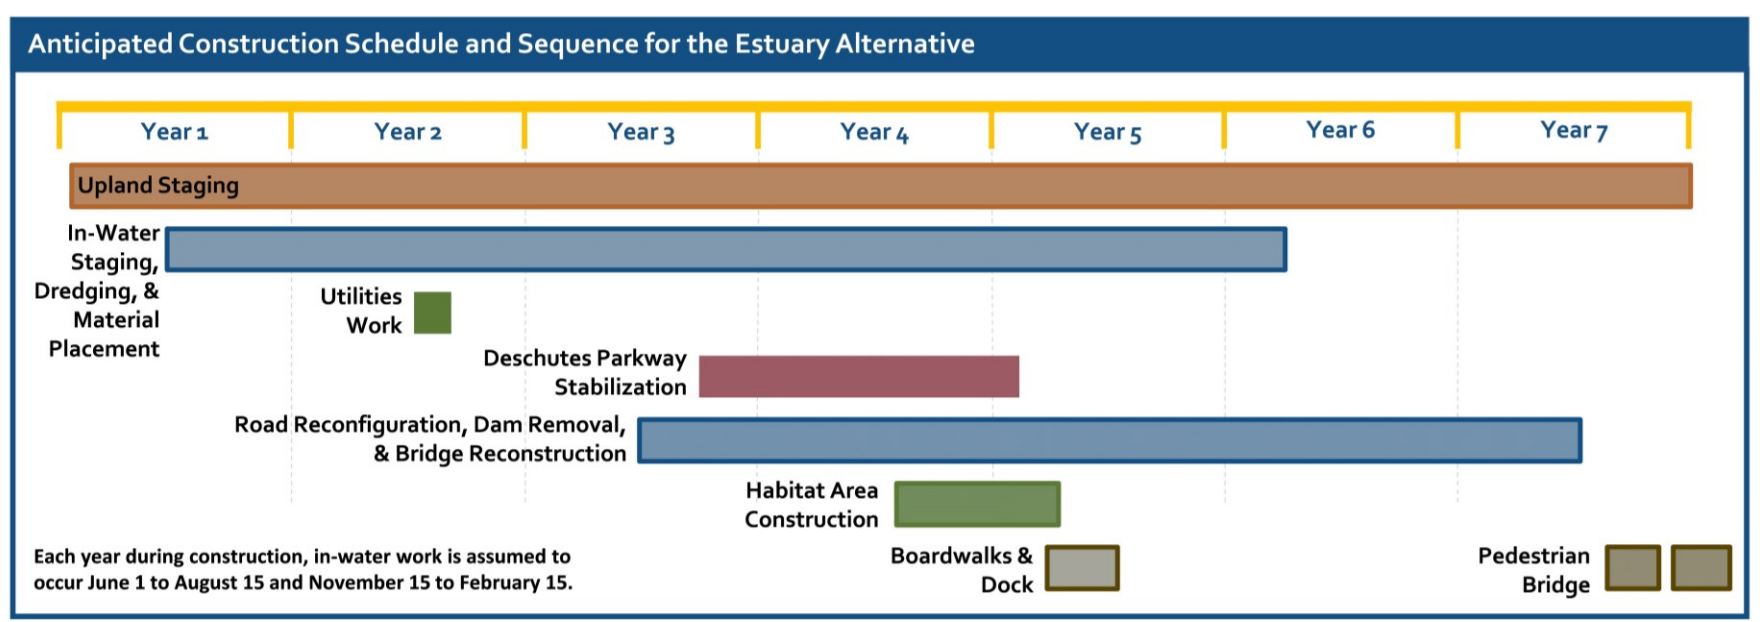 Anticipated Construction Schedule and Sequence for the Estuary Alternative
Year 1
Year 2
Year 3
Year 4
Year 5
Year 6
Year 7
Upland Staging
In-Water
Staging,
Dredging, &
Material
Placement
Utilities
Work
Deschutes Parkway
Stabilization
Road Reconfiguration, Dam Removal,
& Bridge Reconstruction
Habitat Area
Construction
Boardwalks &
Dock
Pedestrian
Bridge
Each year during construction, in-water work is assumed to
occur June 1 to August 15 and November 15 to February 15.